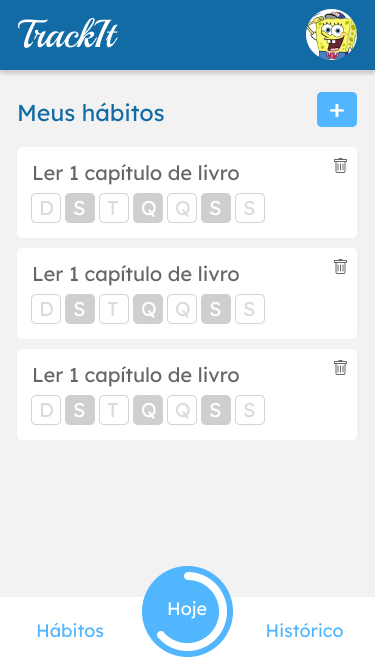 TrackIt
Meus hábitos
+
Ler 1 capítulo de livro
D S T Q Q S S
Ler 1 capítulo de livro
D S T Q Q S S
Ler 1 capítulo de livro
D S T Q Q S S
Hábitos Hoje Histórico